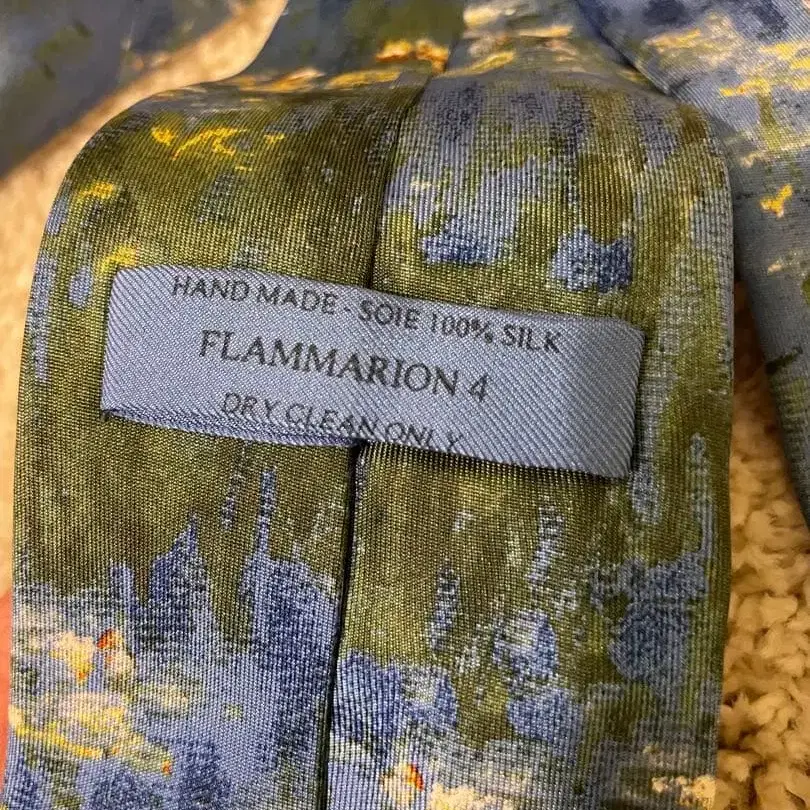 HAND MADE - SOIE 100% SILK
FLAMMARION 4
DRY CLEAN ONLY